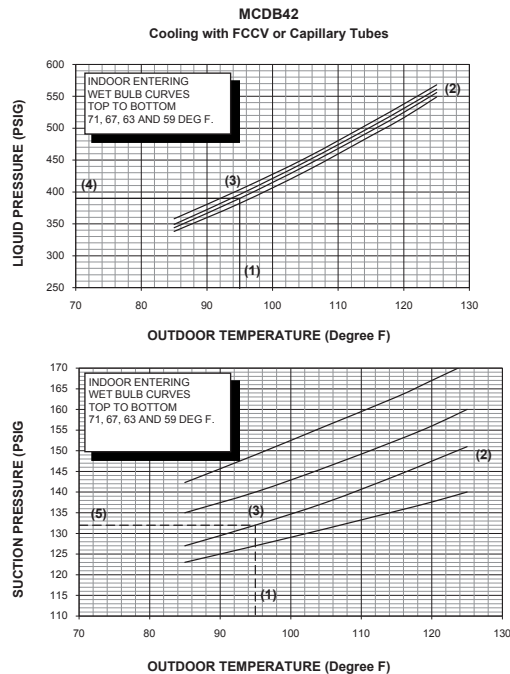 MCDB42
Cooling with FCCV or Capillary Tubes
LIQUID PRESSURE (PSIG)
600
550
500
450
400
350
300
250
INDOOR ENTERING
WET BULB CURVES
TOP TO BOTTOM
71, 67, 63 AND 59 DEG F.
(2)
(3)
(4)
(1)
70 80 90 100 110 120 130
OUTDOOR TEMPERATURE (Degree F)
SUCTION PRESSURE (PSIG
170
165
160
155
150
145
140
135
130
125
120
115
110
INDOOR ENTERING
WET BULB CURVES
TOP TO BOTTOM
71, 67, 63 AND 59 DEG F.
(2)
(5)
(3)
(1)
70 80 90 100 110 120 130
OUTDOOR TEMPERATURE (Degree F)